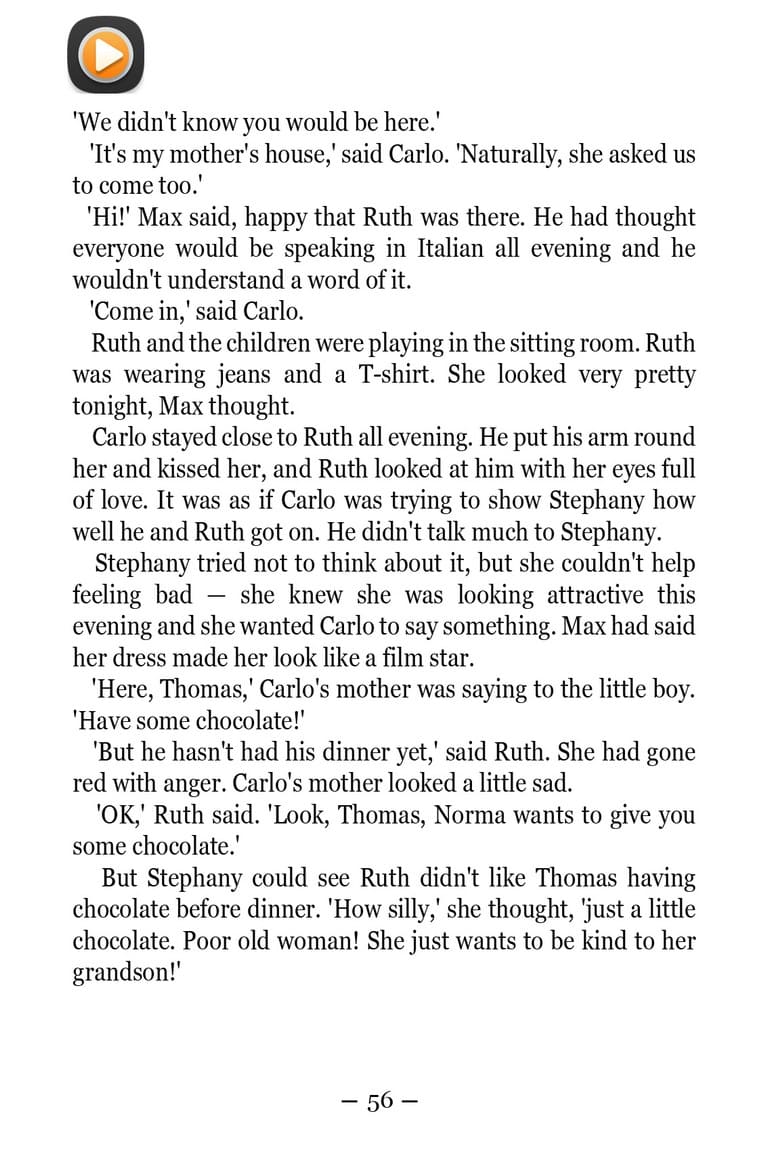 'We didn't know you would be here.'
'It's my mother's house,' said Carlo. 'Naturally, she asked us
to come too.'
'Hi!' Max said, happy that Ruth was there. He had thought
everyone would be speaking in Italian all evening and he
wouldn't understand a word of it.
'Come in,' said Carlo.
Ruth and the children were playing in the sitting room. Ruth
was wearing jeans and a T-shirt. She looked very pretty
tonight, Max thought.
Carlo stayed close to Ruth all evening. He put his arm round
her and kissed her, and Ruth looked at him with her eyes full
of love. It was as if Carlo was trying to show Stephany how
well he and Ruth got on. He didn't talk much to Stephany.
Stephany tried not to think about it, but she couldn't help
feeling bad — she knew she was looking attractive this
evening and she wanted Carlo to say something. Max had said
her dress made her look like a film star.
'Here, Thomas,' Carlo's mother was saying to the little boy.
'Have some chocolate!'
'But he hasn't had his dinner yet,' said Ruth. She had gone
red with anger. Carlo's mother looked a little sad.
'OK,' Ruth said. 'Look, Thomas, Norma wants to give you
some chocolate.'
But Stephany could see Ruth didn't like Thomas having
chocolate before dinner. 'How silly,' she thought, 'just a little
chocolate. Poor old woman! She just wants to be kind to her
grandson!'
— 56 —